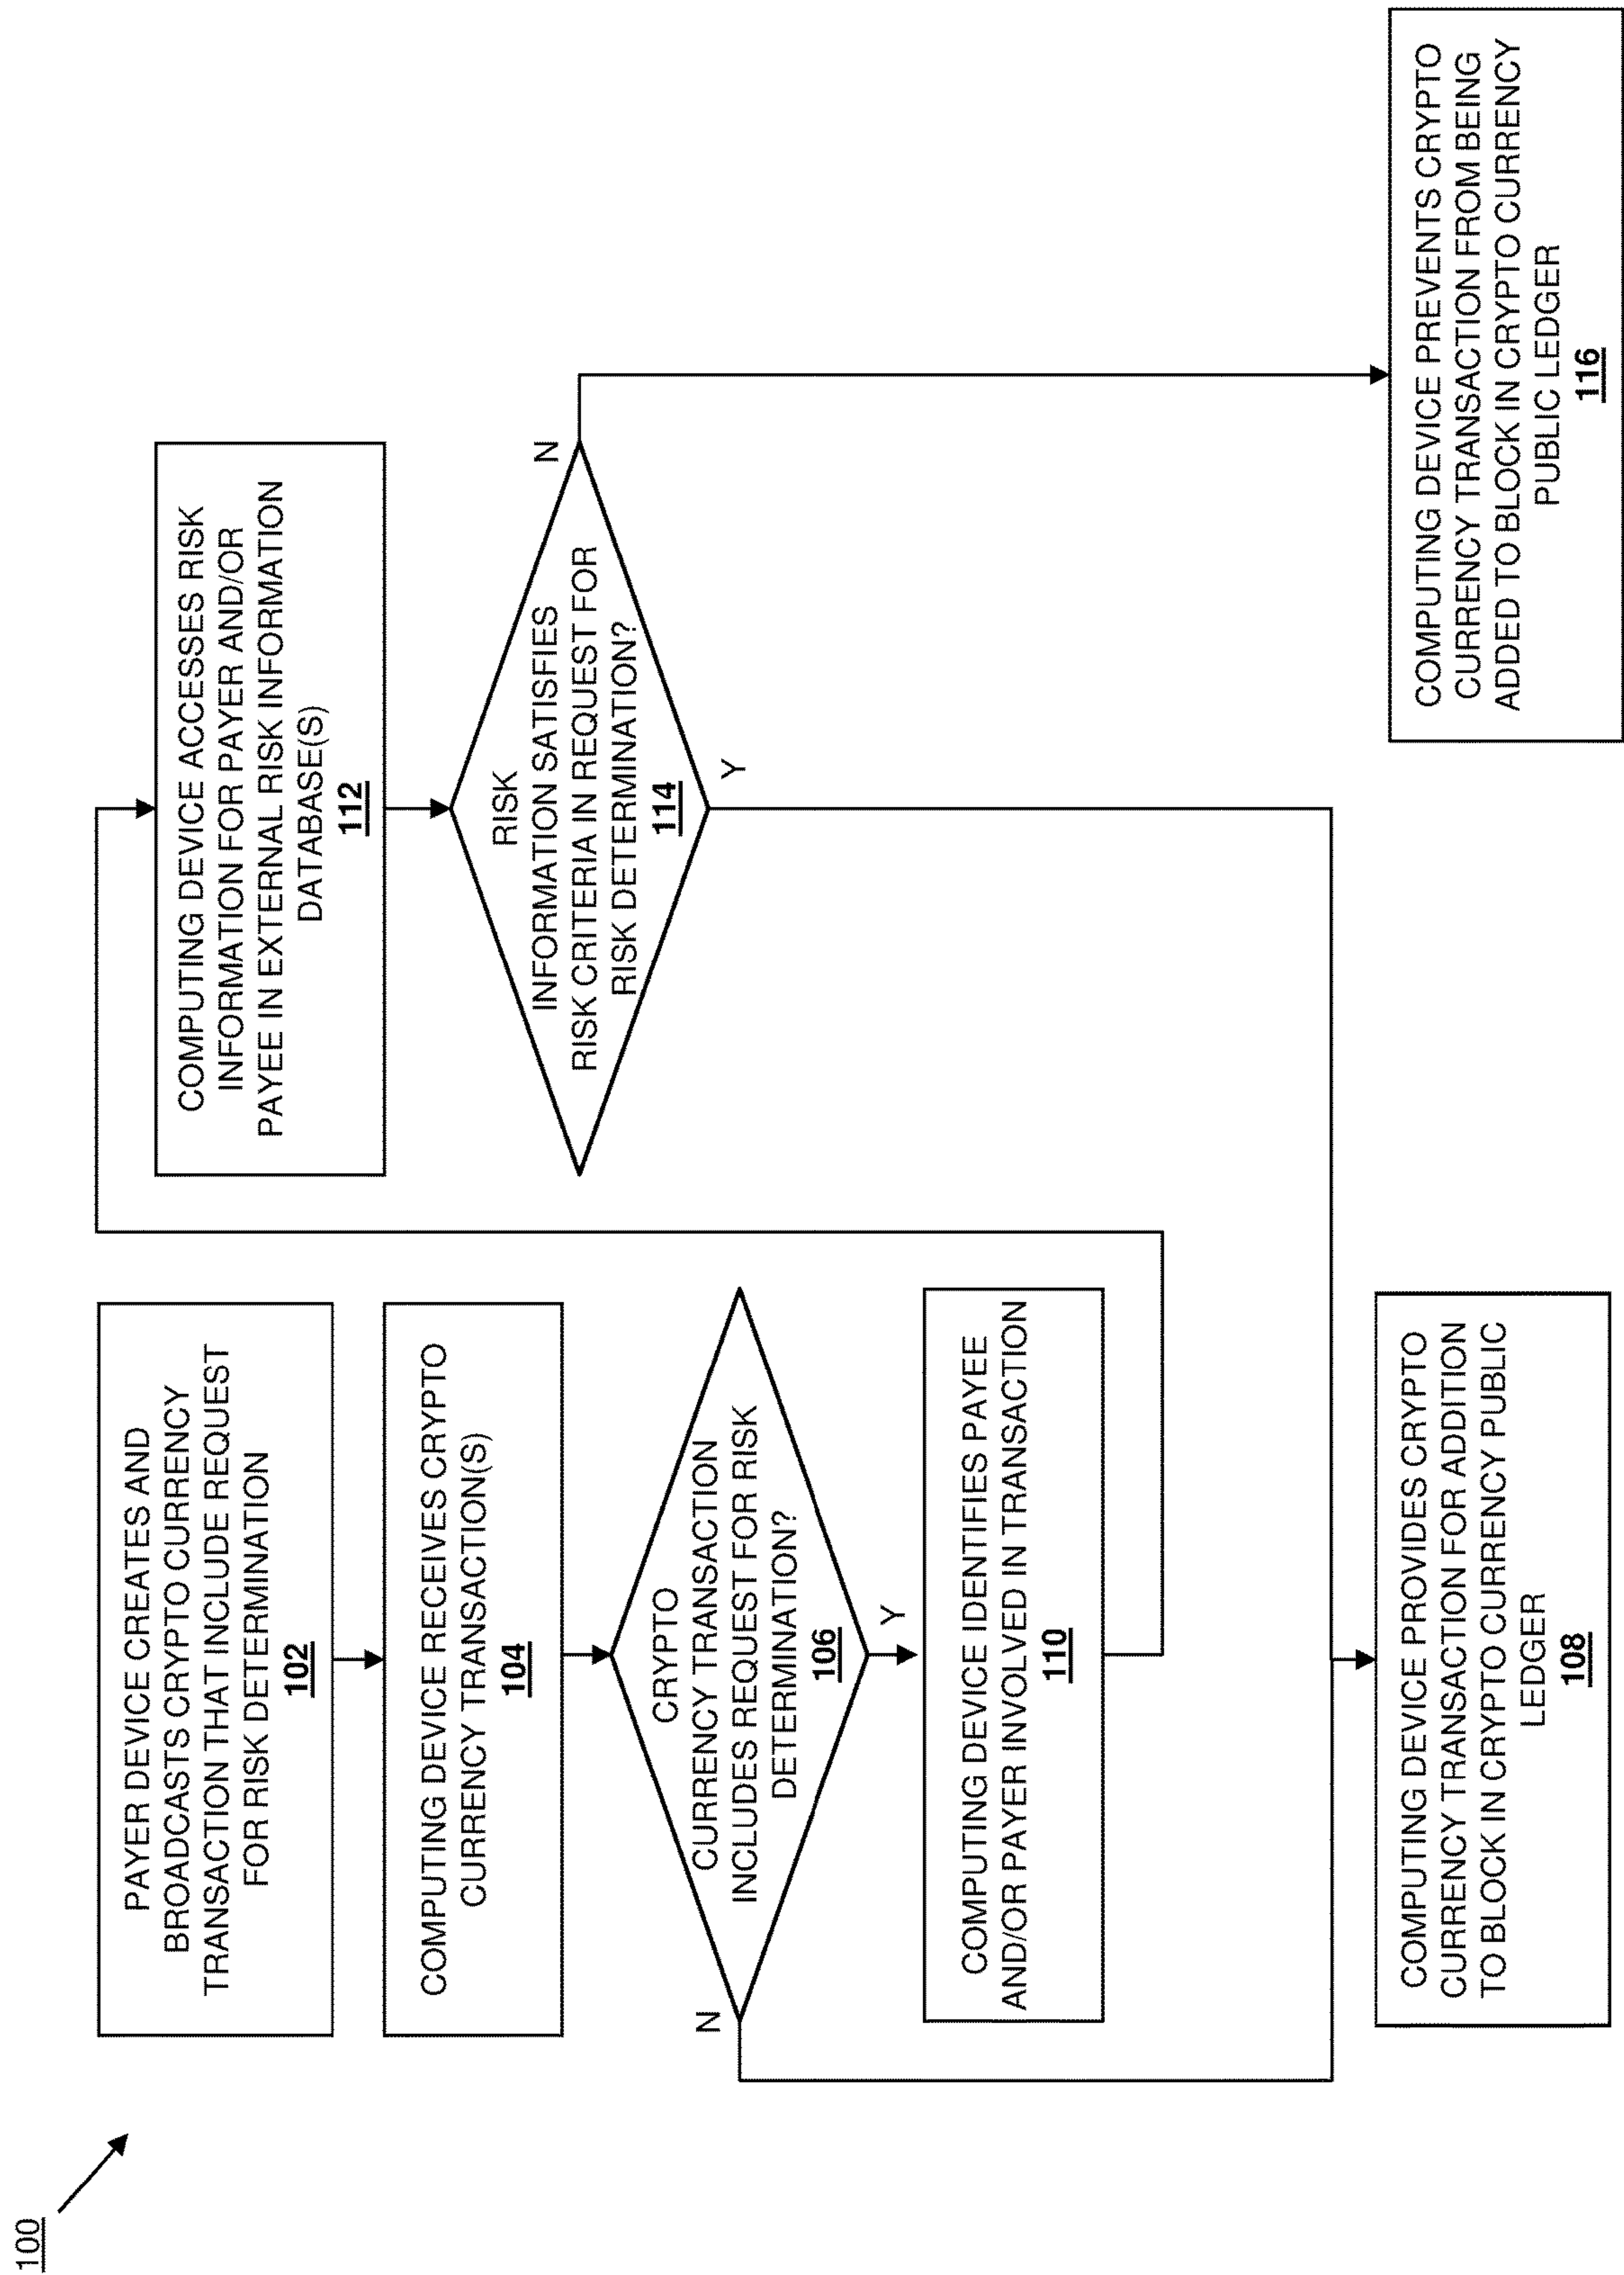 100
PAYER DEVICE CREATES AND
BROADCASTS CRYPTO CURRENCY
TRANSACTION THAT INCLUDE REQUEST
FOR RISK DETERMINATION
102
COMPUTING DEVICE RECEIVES CRYPTO
CURRENCY TRANSACTION(S)
104
CRYPTO
CURRENCY TRANSACTION
INCLUDES REQUEST FOR RISK
DETERMINATION?
106
N
Y
COMPUTING DEVICE IDENTIFIES PAYEE
AND/OR PAYER INVOLVED IN TRANSACTION
110
COMPUTING DEVICE PROVIDES CRYPTO
CURRENCY TRANSACTION FOR ADDITION
TO BLOCK IN CRYPTO CURRENCY PUBLIC
LEDGER
108
COMPUTING DEVICE ACCESSES RISK
INFORMATION FOR PAYER AND/OR
PAYEE IN EXTERNAL RISK INFORMATION
DATABASE(S)
112
RISK
INFORMATION SATISFIES
RISK CRITERIA IN REQUEST FOR
RISK DETERMINATION?
114
N
Y
COMPUTING DEVICE PREVENTS CRYPTO
CURRENCY TRANSACTION FROM BEING
ADDED TO BLOCK IN CRYPTO CURRENCY
PUBLIC LEDGER
116